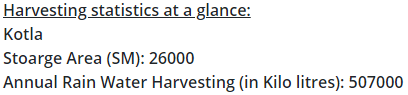 Harvesting statistics at a glance:
Kotla
Stoarge Area (SM): 26000
Annual Rain Water Harvesting (in Kilo litres): 507000